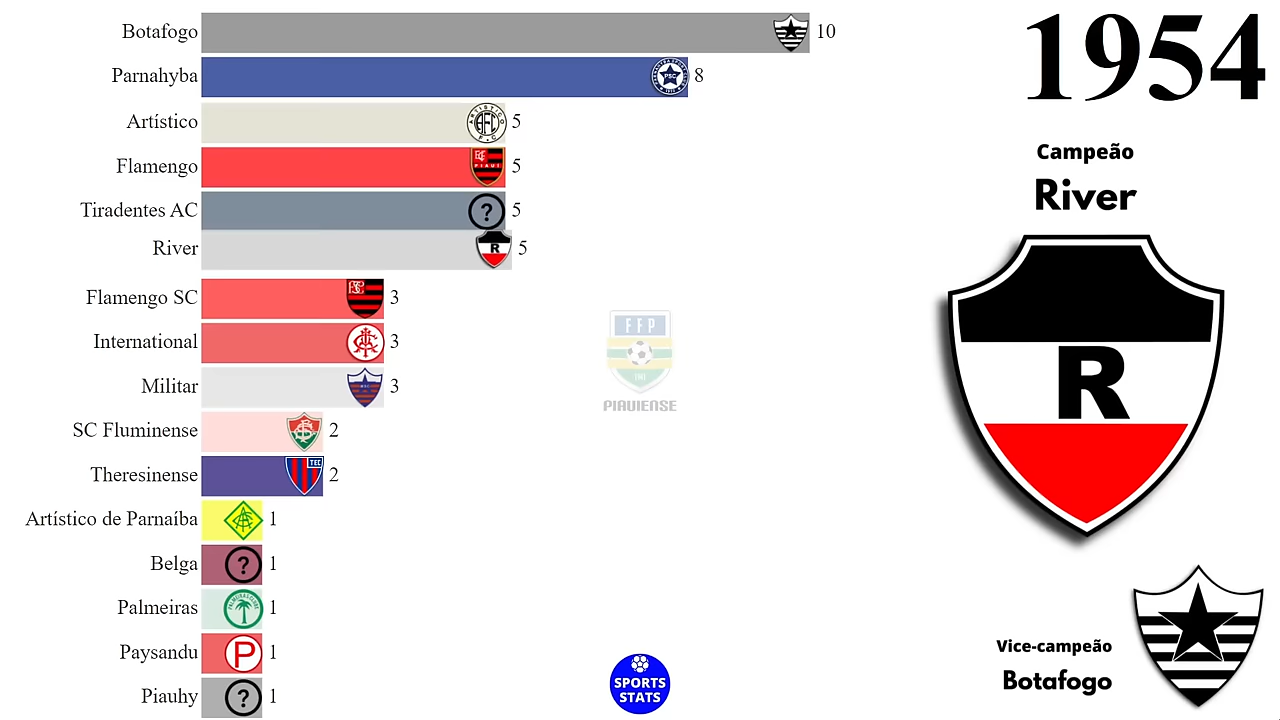 Botafogo 10
Parnahyba 8
Artístico 5
Flamengo 5
Tiradentes AC ? 5
River R 5
Flamengo SC 3
International 3
Militar 3
SC Fluminense 2
Theresinense TEC 2
Artístico de Parnaíba 1
Belga ? 1
Palmeiras 1
Paysandu P 1
Piauhy ? 1
1954
Campeão
River
R
Vice-campeão
Botafogo
FFP
PIAUIENSE
SPORTS
STATS